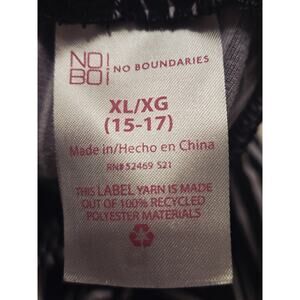 NO
BO!
NO BOUNDARIES
XL/XG
(15-17)
Made in/Hecho en China
RN#52469 S21
THIS LABEL YARN IS MADE
OUT OF 100% RECYCLED
POLYESTER MATERIALS